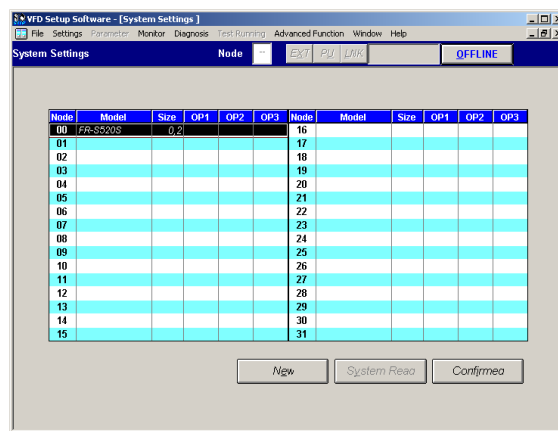 VFD Setup Software - [System Settings ]
File Settings Parameter Monitor Diagnosis Test Running Advanced Function Window Help
System Settings Node -- EXT PU LNK OFFLINE
Node Model Size OP1 OP2 OP3 Node Model Size OP1 OP2 OP3
00 FR-S520S 0,2 16
01 17
02 18
03 19
04 20
05 21
06 22
07 23
08 24
09 25
10 26
11 27
12 28
13 29
14 30
15 31
New System Read Confirmed